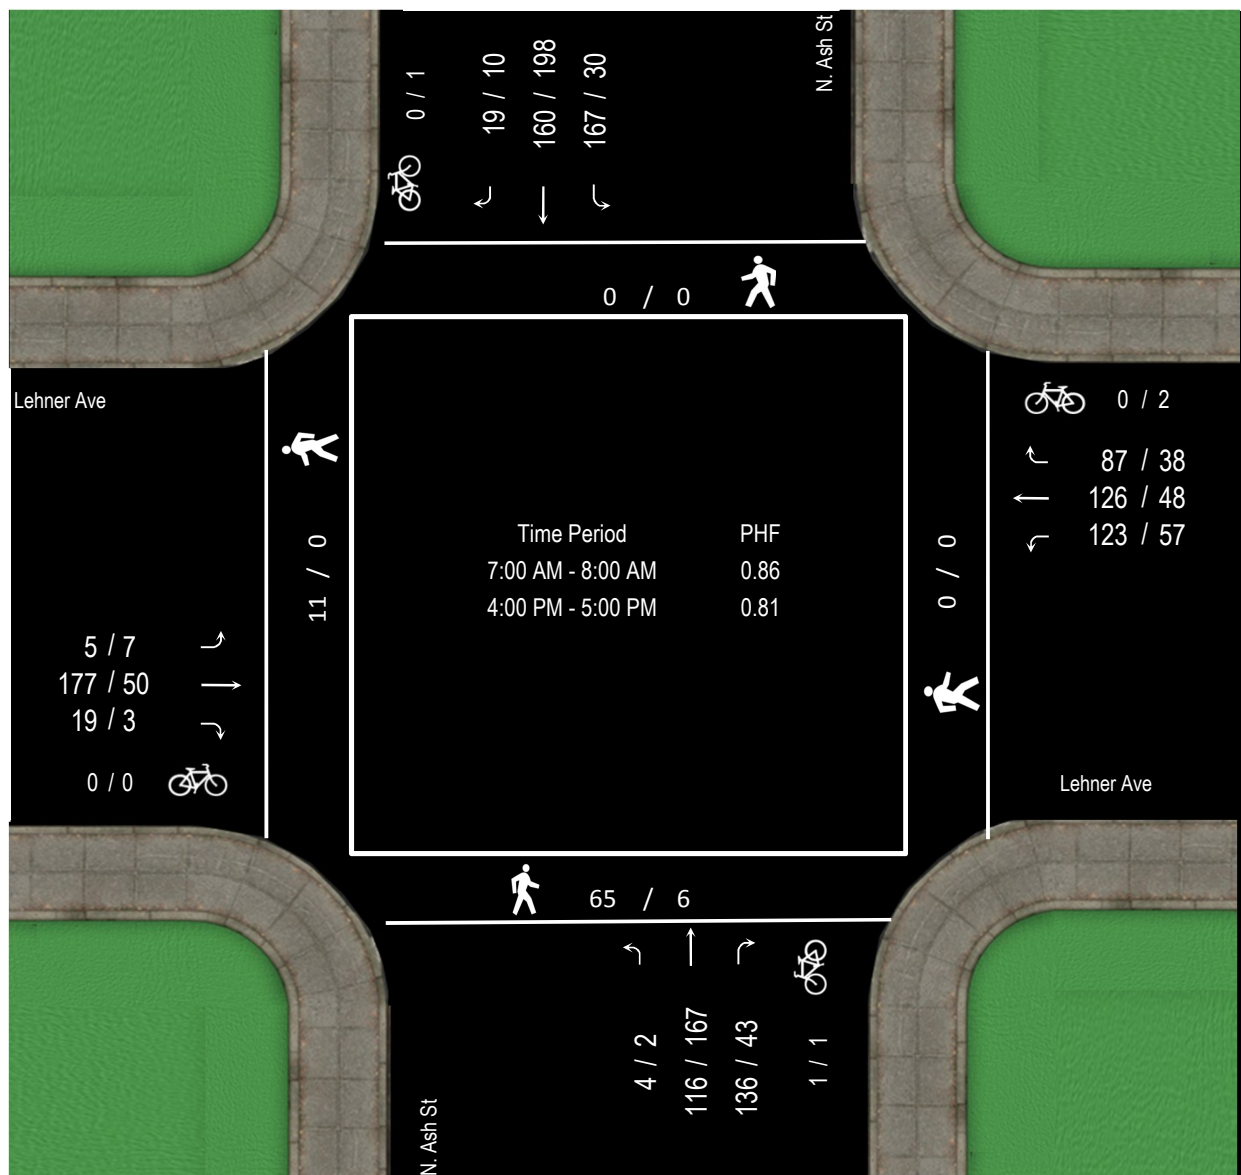 N. Ash St
0 / 1
19 / 10
160 / 198
167 / 30
0 / 0
Lehner Ave
0 / 2
87 / 38
126 / 48
123 / 57
11 / 0
Time Period PHF
7:00 AM - 8:00 AM 0.86
4:00 PM - 5:00 PM 0.81
0 / 0
5 / 7
177 / 50
19 / 3
0 / 0
Lehner Ave
65 / 6
4 / 2
116 / 167
136 / 43
1 / 1
N. Ash St